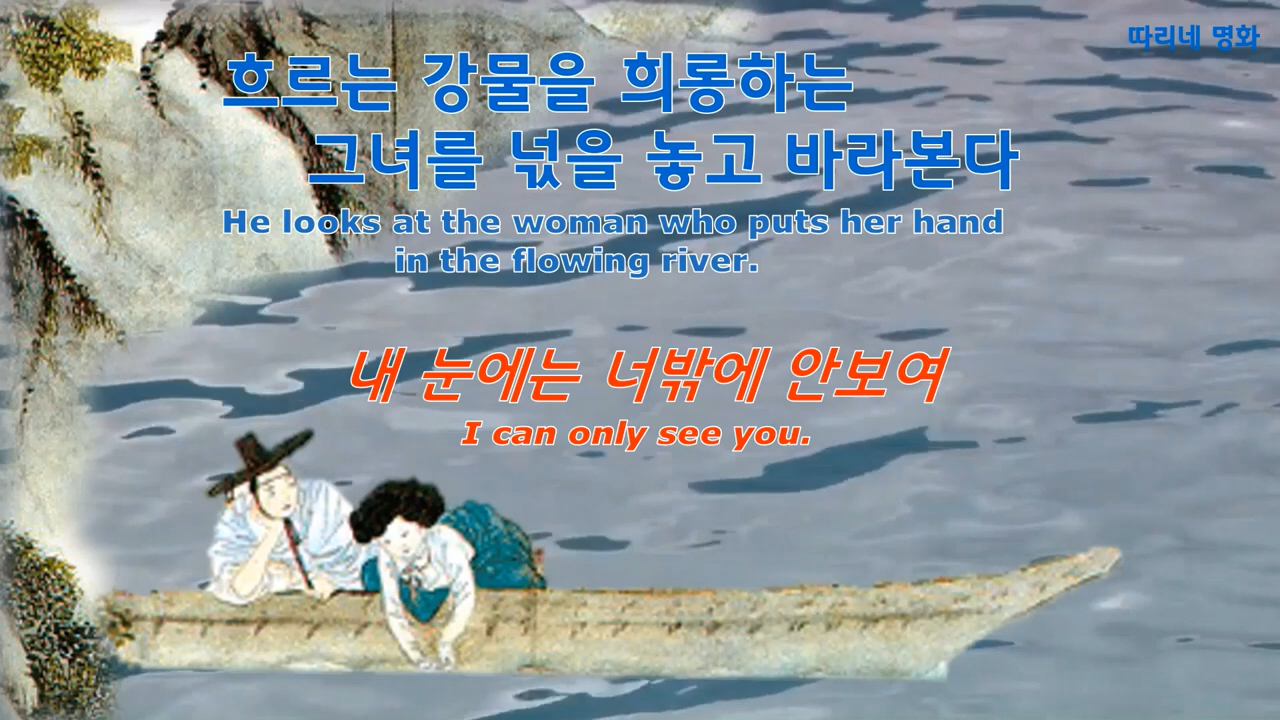 따리네 명화
흐르는 강물을 희롱하는
그녀를 넋을 놓고 바라본다
He looks at the woman who puts her hand
in the flowing river.
내 눈에는 너밖에 안보여
I can only see you.